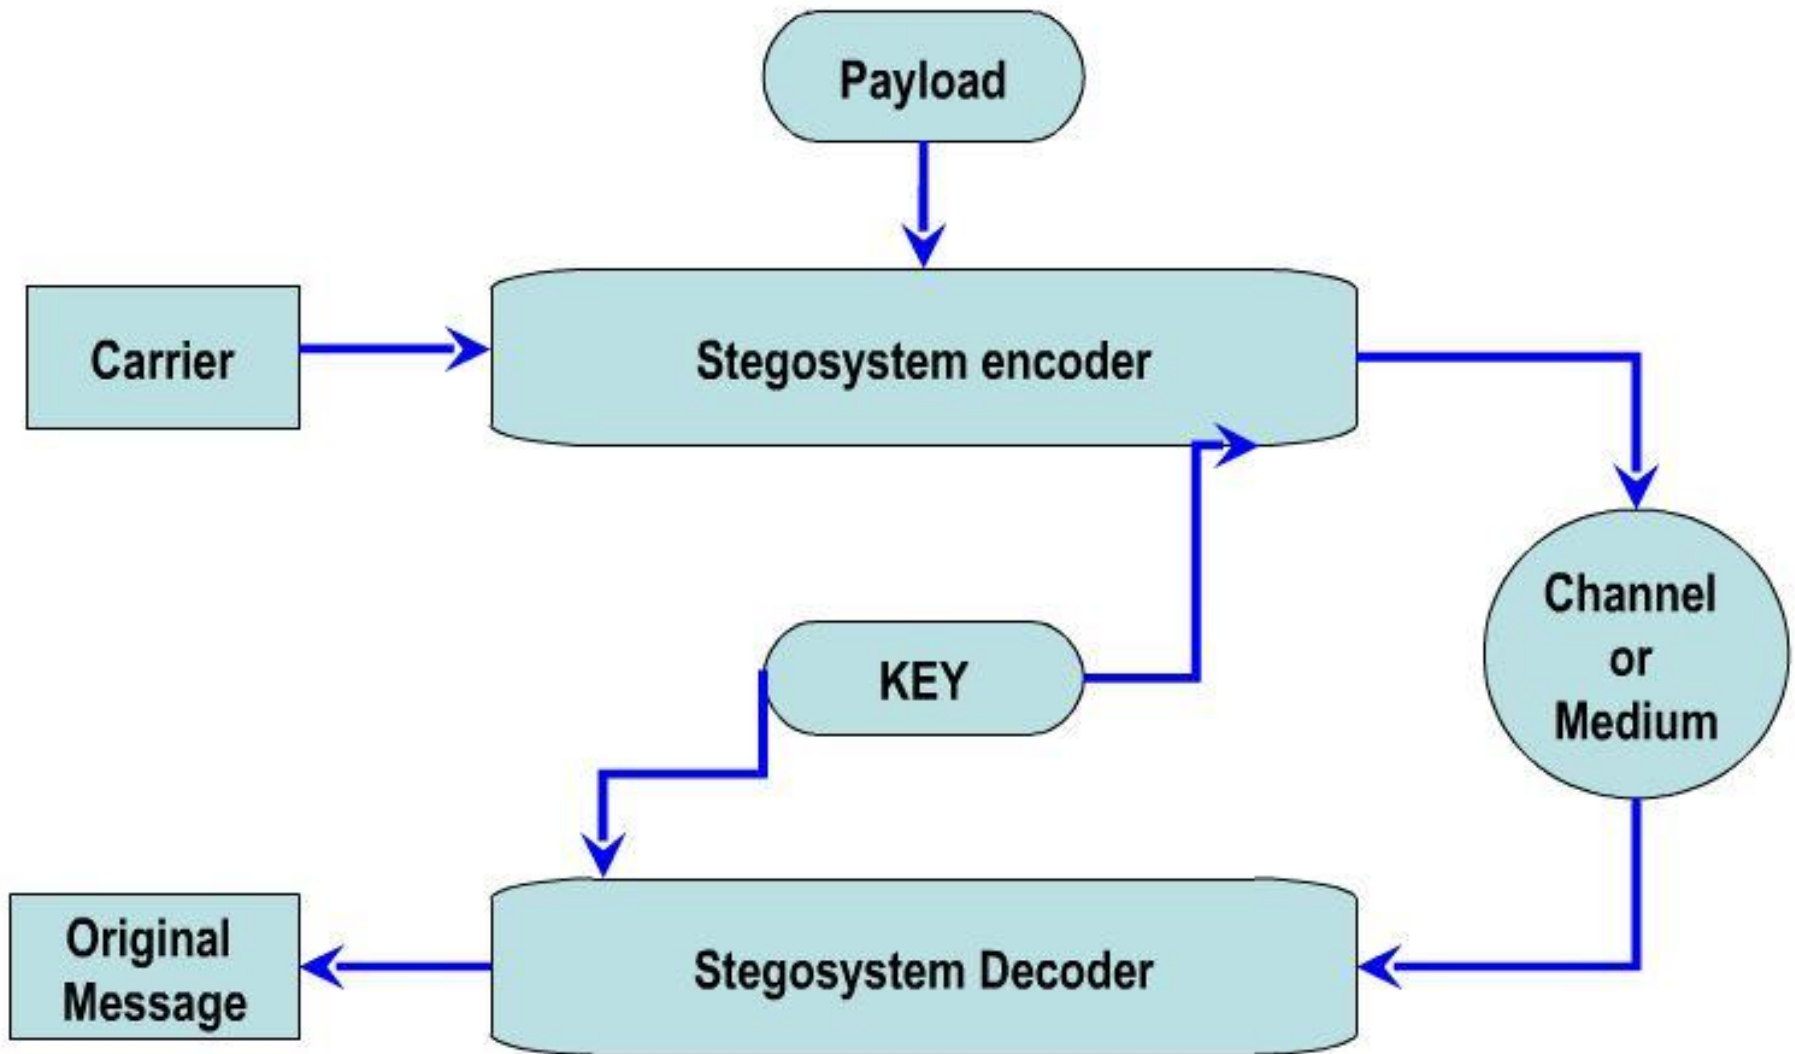 Payload
Carrier
Stegosystem encoder
KEY
Channel
or
Medium
Original
Message
Stegosystem Decoder